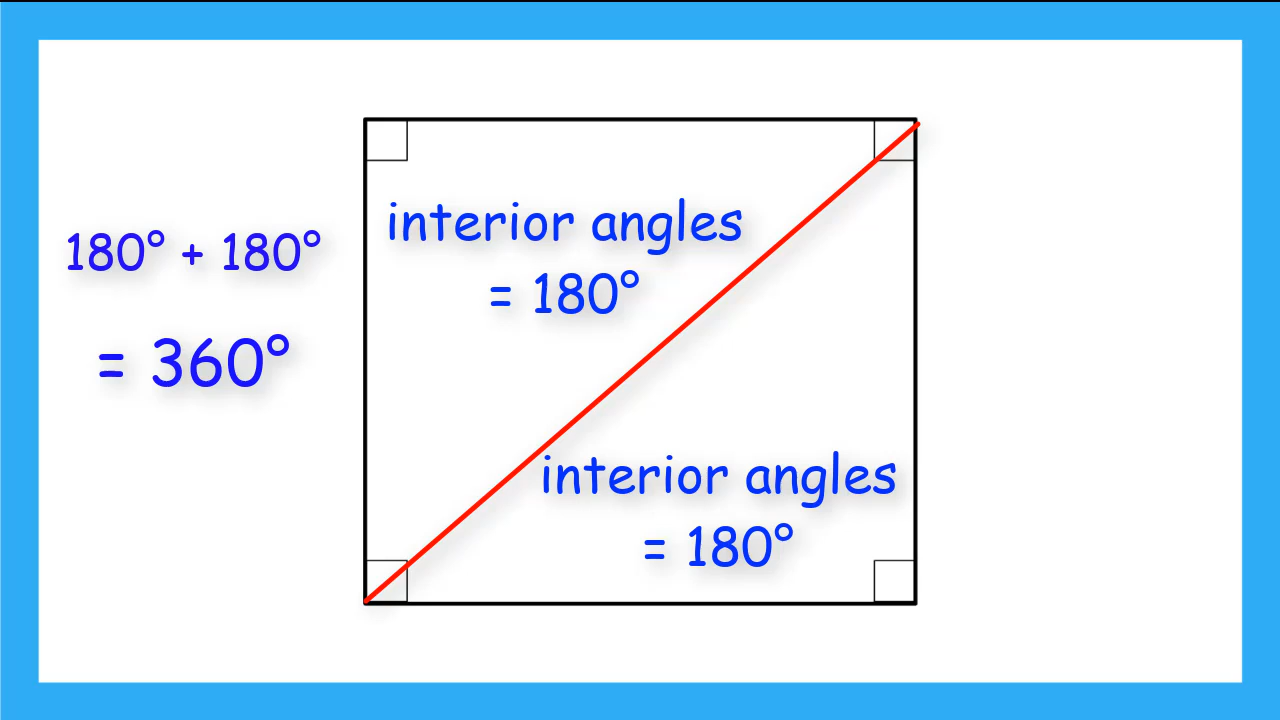 180° + 180°
= 360°
interior angles
= 180°
interior angles
= 180°